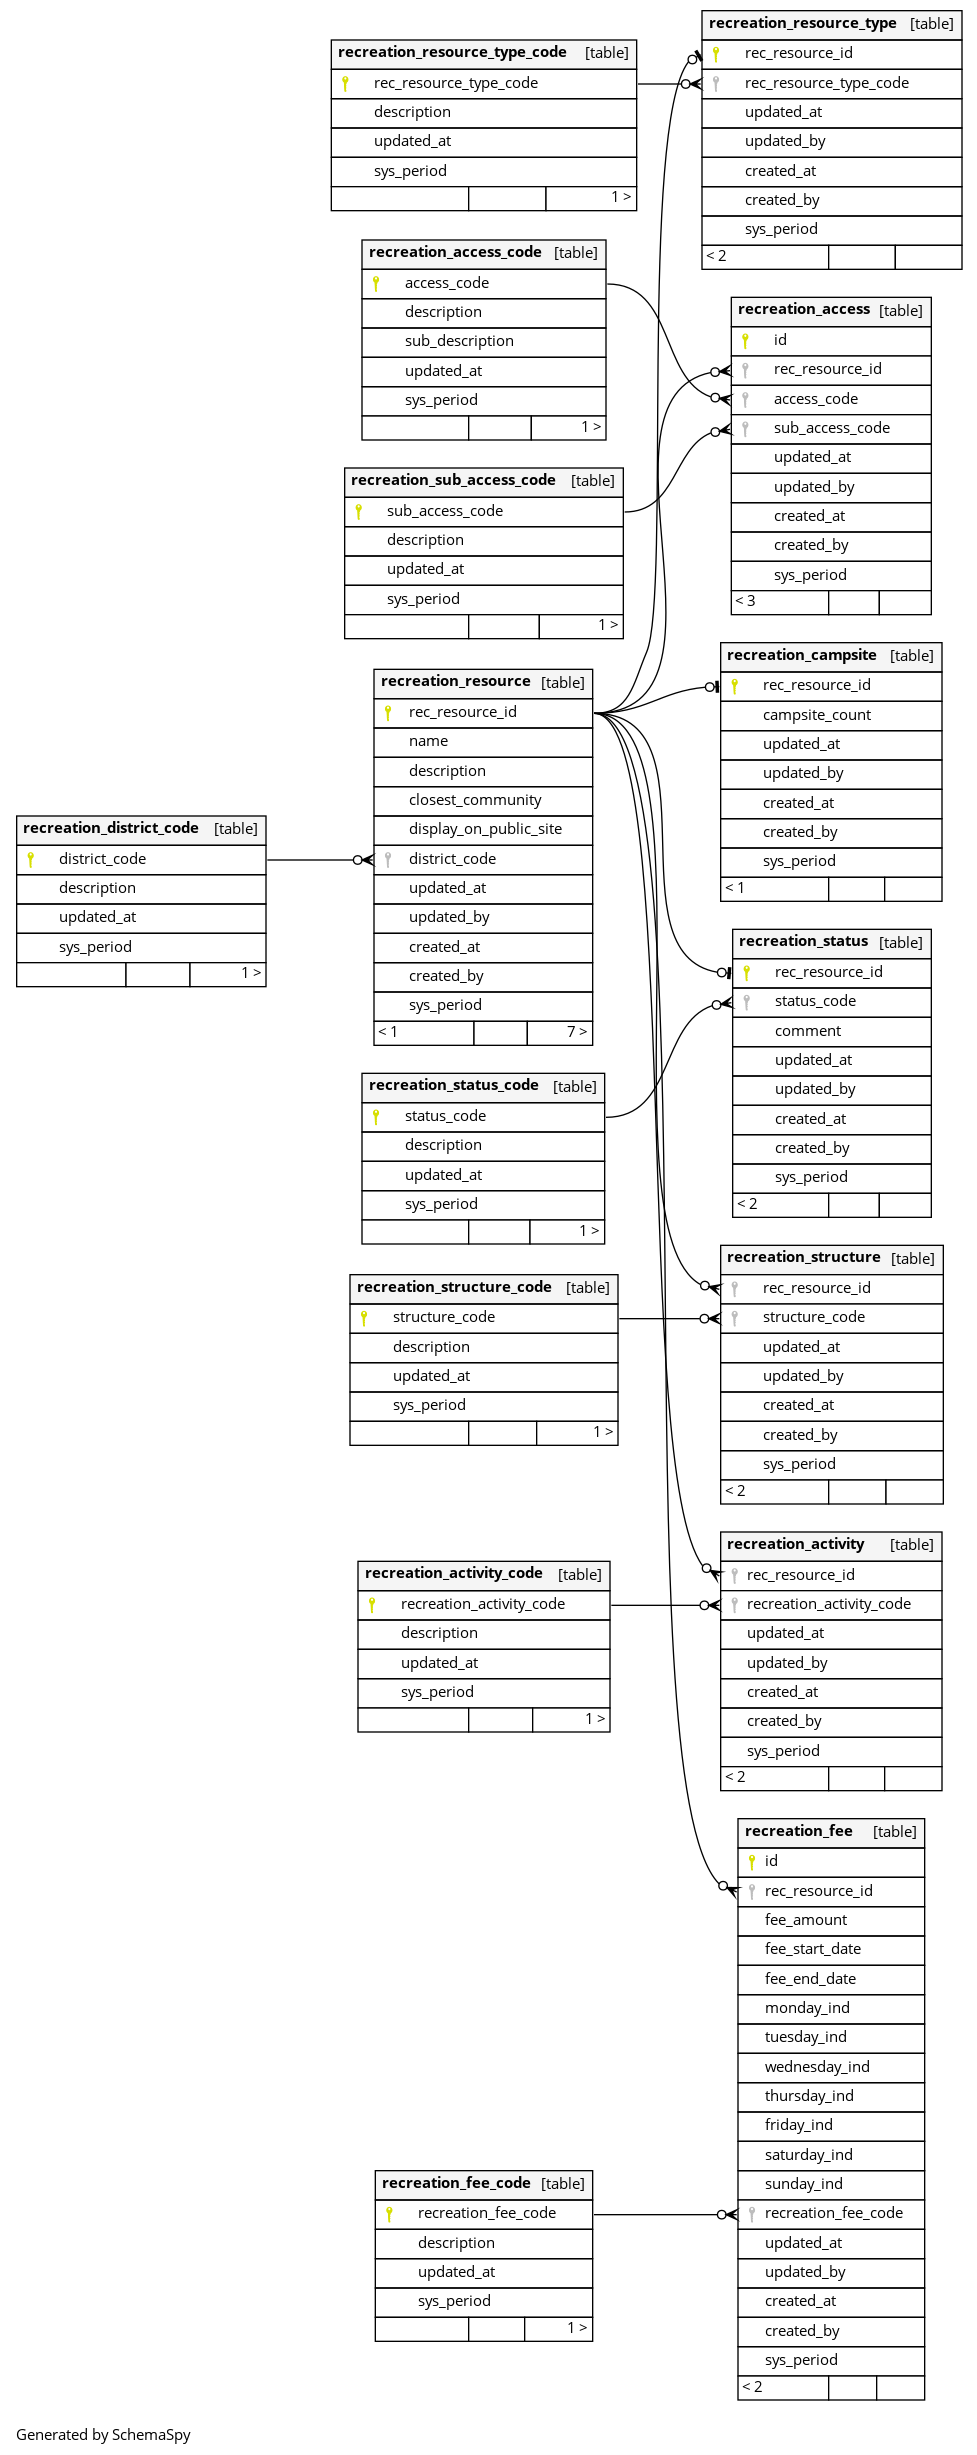 recreation_resource_type [table]
rec_resource_id
rec_resource_type_code
updated_at
updated_by
created_at
created_by
sys_period
< 2
recreation_resource_type_code [table]
rec_resource_type_code
description
updated_at
sys_period
1 >
recreation_access_code [table]
access_code
description
sub_description
updated_at
sys_period
1 >
recreation_access [table]
id
rec_resource_id
access_code
sub_access_code
updated_at
updated_by
created_at
created_by
sys_period
< 3
recreation_sub_access_code [table]
sub_access_code
description
updated_at
sys_period
1 >
recreation_campsite [table]
rec_resource_id
campsite_count
updated_at
updated_by
created_at
created_by
sys_period
< 1
recreation_resource [table]
rec_resource_id
name
description
closest_community
display_on_public_site
district_code
updated_at
updated_by
created_at
created_by
sys_period
< 1 7 >
recreation_district_code [table]
district_code
description
updated_at
sys_period
1 >
recreation_status [table]
rec_resource_id
status_code
comment
updated_at
updated_by
created_at
created_by
sys_period
< 2
recreation_status_code [table]
status_code
description
updated_at
sys_period
1 >
recreation_structure [table]
rec_resource_id
structure_code
updated_at
updated_by
created_at
created_by
sys_period
< 2
recreation_structure_code [table]
structure_code
description
updated_at
sys_period
1 >
recreation_activity [table]
rec_resource_id
recreation_activity_code
updated_at
updated_by
created_at
created_by
sys_period
< 2
recreation_activity_code [table]
recreation_activity_code
description
updated_at
sys_period
1 >
recreation_fee [table]
id
rec_resource_id
fee_amount
fee_start_date
fee_end_date
monday_ind
tuesday_ind
wednesday_ind
thursday_ind
friday_ind
saturday_ind
sunday_ind
recreation_fee_code
updated_at
updated_by
created_at
created_by
sys_period
< 2
recreation_fee_code [table]
recreation_fee_code
description
updated_at
sys_period
1 >
Generated by SchemaSpy